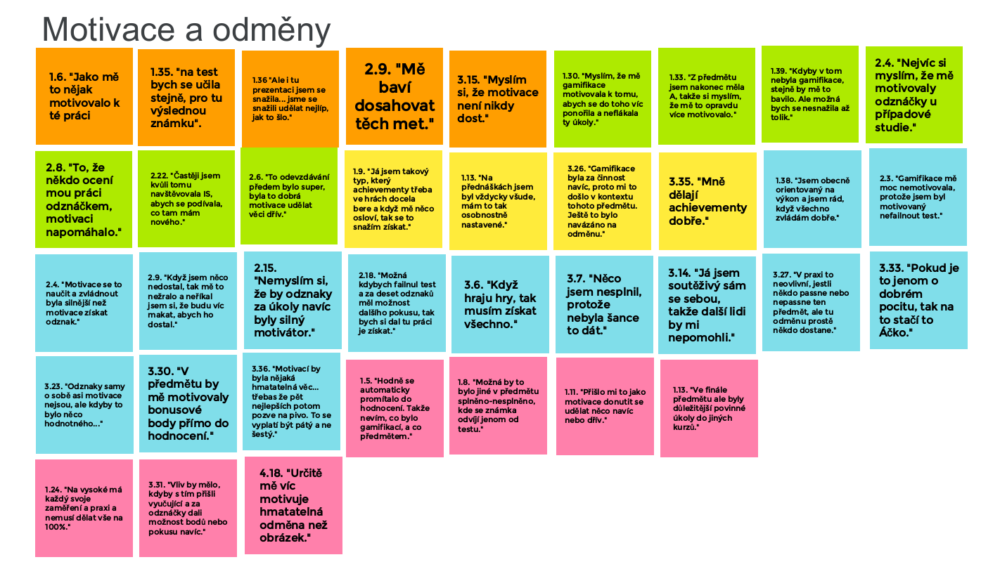 Motivace a odměny
1.6. "Jako mě
to nějak
motivovalo k
té práci
1.35. "na test
bych se učila
stejně, pro tu
výslednou
známku".
1.36 "Ale i tu
prezentaci jsem se
snažila... jsme se
snažili udělat nejlíp,
jak to šlo."
2.9. "Mě
baví
dosahovat
těch met."
3.15. "Myslím
si, že motivace
není nikdy
dost."
1.30. "Myslím, že mě
gamifikace
motivovala k tomu,
abych se do toho víc
ponořila a neflákala
ty úkoly."
1.33. "Z předmětu
jsem nakonec měla
A, takže si myslím,
že mě to opravdu
více motivovalo."
1.39. "Kdyby v tom
nebyla gamifikace,
stejně by mě to
bavilo. Ale možná
bych se nesnažila až
tolik."
2.4. "Nejvíc si
myslím, že mě
motivovaly
odznáčky u
případové
studie."
2.8. "To, že
někdo ocení
mou práci
odznáčkem,
motivaci
napomáhalo."
2.22. "Častěji jsem
kvůli tomu
navštěvovala IS,
abych se podívala,
co tam mám
nového."
2.6. "To odevzdávání
předem bylo super,
byla to dobrá
motivace udělat
věci dřív."
1.9. "Já jsem takový
typ, který
achievementy třeba
ve hrách docela
bere a když mě něco
osloví, tak se to
snažím získat."
1.13. "Na
přednáškách jsem
byl vždycky všude,
mám to tak
osobnostně
nastavené."
3.26. "Gamifikace
byla za činnost
navíc, proto mi to
došlo v kontextu
tohoto předmětu.
Ještě to bylo
navázáno na
odměnu."
3.35. "Mně
dělají
achievementy
dobře."
1.38. "Jsem obecně
orientovaný na
výkon a jsem rád,
když všechno
zvládám dobře."
2.3. "Gamifikace mě
moc nemotivovala,
protože jsem byl
motivovaný
nefailnout test."
2.4. "Motivace se to
naučit a zvládnout
byla silnější než
motivace získat
odznak."
2.9. "Když jsem něco
nedostal, tak mě to
nežralo a neříkal
jsem si, že budu víc
makat, abych ho
dostal."
2.15.
"Nemyslím si,
že by odznaky
za úkoly navíc
byly silný
motivátor."
2.18. "Možná
kdybych failnul test
a za deset odznaků
měl možnost
dalšího pokusu, tak
bych si dal tu práci
je získat."
3.6. "Když
hraju hry, tak
musím získat
všechno."
3.7. "Něco
jsem nesplnil,
protože
nebyla šance
to dát."
3.14. "Já jsem
soutěživý sám
se sebou,
takže další lidi
by mi
nepomohli."
3.27. "V praxi to
neovlivní, jestli
někdo passne nebo
nepassne ten
předmět, ale tu
odměnu prostě
někdo dostane."
3.33. "Pokud je
to jenom o
dobrém
pocitu, tak na
to stačí to
Áčko."
3.23. "Odznaky samy
o sobě asi motivace
nejsou, ale kdyby to
bylo něco
hodnotného..."
3.30. "V
předmětu by
mě motivovaly
bonusové
body přímo do
hodnocení."
3.36. "Motivací by
byla nějaká
hmatatelná věc...
třebas že pět
nejlepších potom
pozve na pivo. To se
vyplatí být pátý a ne
šestý."
1.5. "Hodně se
automaticky
promítalo do
hodnocení. Takže
nevím, co bylo
gamifikací, a co
předmětem."
1.8. "Možná by to
bylo jiné v předmětu
splněno-nesplněno,
kde se známka
odvíjí jenom od
testu."
1.11. "Přišlo mi to jako
motivace donutit se
udělat něco navíc
nebo dřív."
1.13. "Ve finále
předmětu ale byly
důležitější povinné
úkoly do jiných
kurzů."
1.24. "Na vysoké má
každý svoje
zaměření a praxi a
nemusí dělat vše na
100%."
3.31. "Vliv by mělo,
kdyby s tím přišli
vyučující a za
odznáčky dali
možnost bodů nebo
pokusu navíc."
4.18. "Určitě
mě víc
motivuje
hmatatelná
odměna než
obrázek."